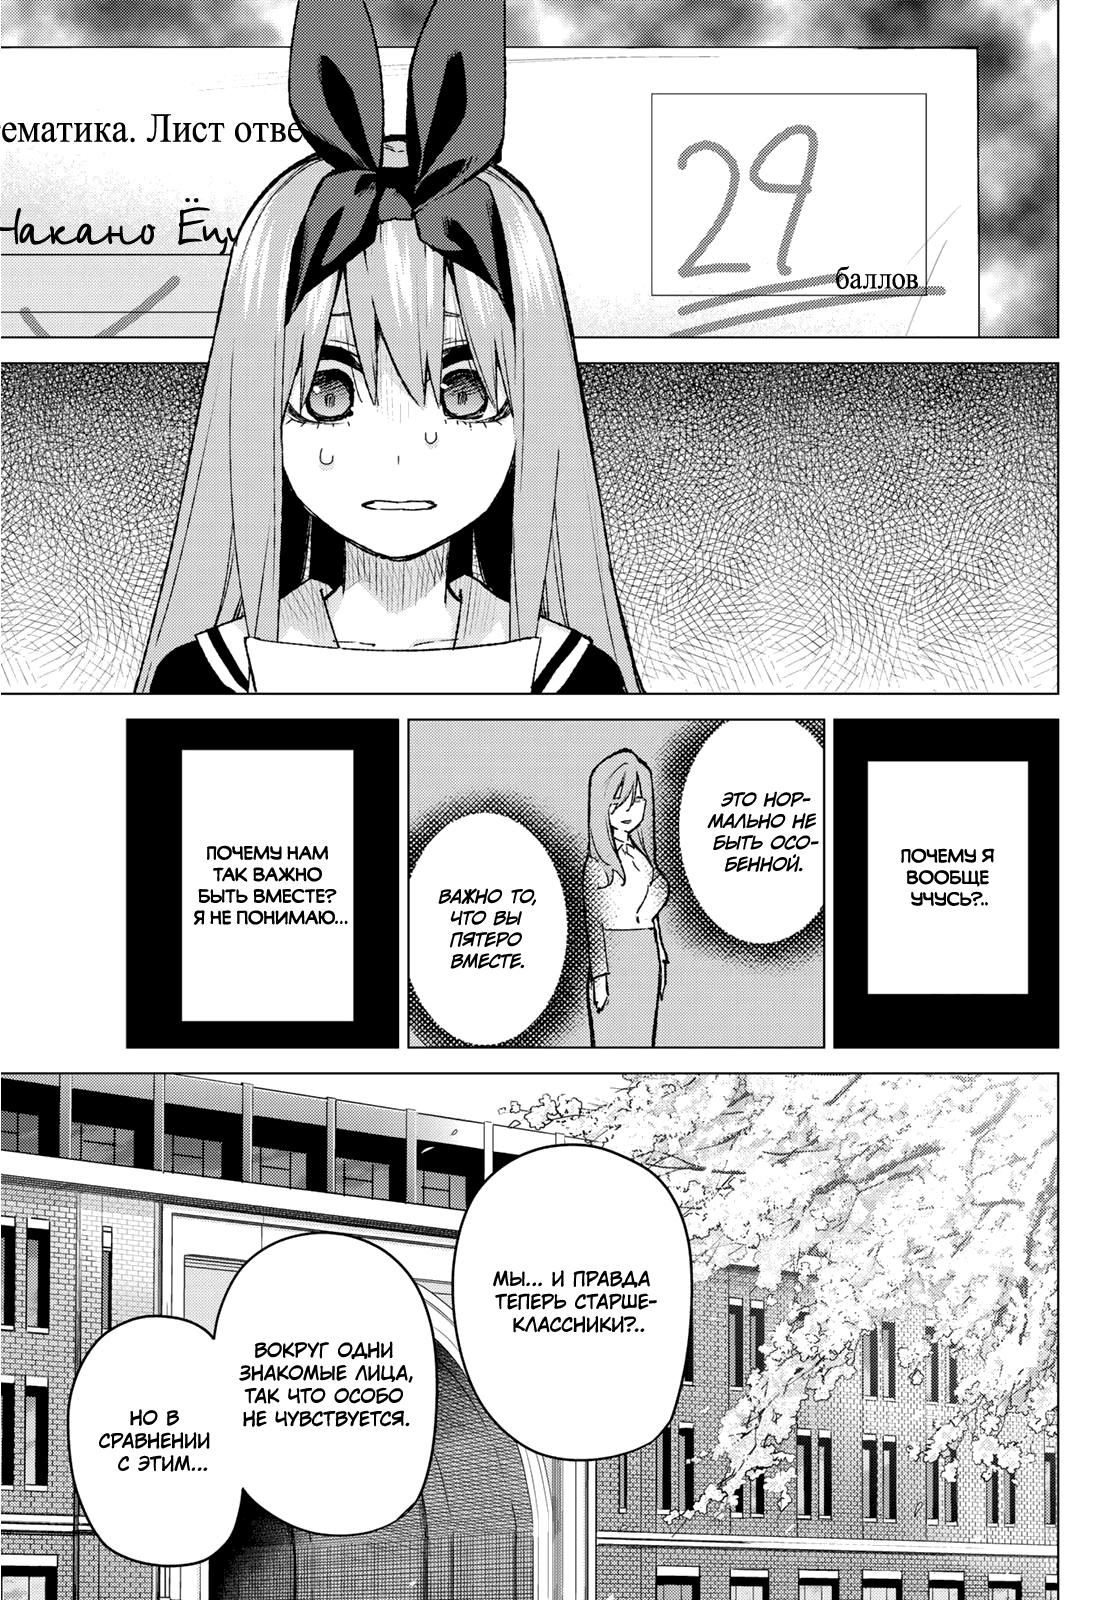 ематика. Лист отве
Накано Ёцу
29
баллов
ПОЧЕМУ Я
ВООБЩЕ
УЧУСЬ?..
ЭТО НОР-
МАЛЬНО НЕ
БЫТЬ ОСО-
БЕННОЙ.
ВАЖНО ТО,
ЧТО ВЫ
ПЯТЕРО
ВМЕСТЕ.
ПОЧЕМУ НАМ
ТАК ВАЖНО
БЫТЬ ВМЕСТЕ?
Я НЕ ПОНИМАЮ...
МЫ... И ПРАВДА
ТЕПЕРЬ СТАРШЕ-
КЛАССНИКИ?..
ВОКРУГ ОДНИ
ЗНАКОМЫЕ ЛИЦА,
ТАК ЧТО ОСОБО
НЕ ЧУВСТВУЕТСЯ.
НО В
СРАВНЕНИИ
С ЭТИМ...